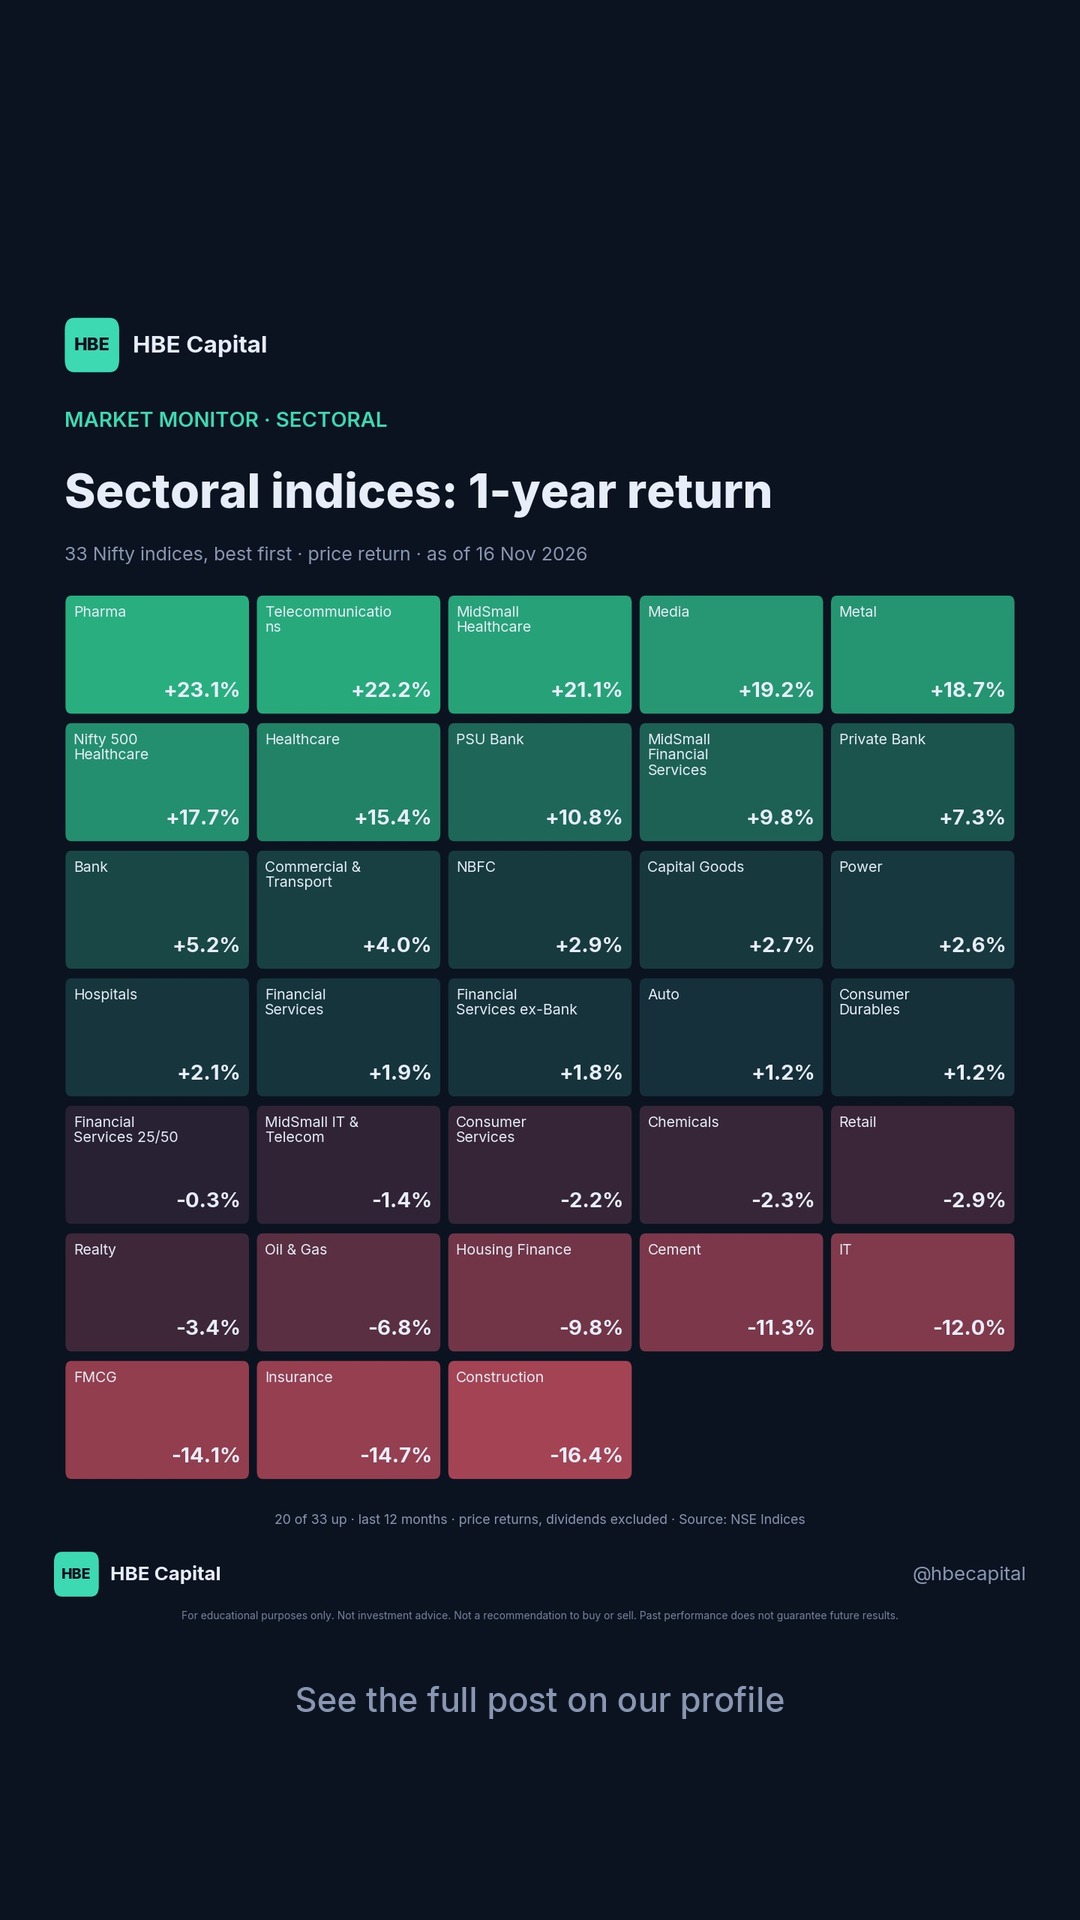 HBE HBE Capital
MARKET MONITOR · SECTORAL
Sectoral indices: 1-year return
33 Nifty indices, best first · price return · as of 16 Nov 2026
Pharma
+23.1%
Telecommunicatio
ns
+22.2%
MidSmall
Healthcare
+21.1%
Media
+19.2%
Metal
+18.7%
Nifty 500
Healthcare
+17.7%
Healthcare
+15.4%
PSU Bank
+10.8%
MidSmall
Financial
Services
+9.8%
Private Bank
+7.3%
Bank
+5.2%
Commercial &
Transport
+4.0%
NBFC
+2.9%
Capital Goods
+2.7%
Power
+2.6%
Hospitals
+2.1%
Financial
Services
+1.9%
Financial
Services ex-Bank
+1.8%
Auto
+1.2%
Consumer
Durables
+1.2%
Financial
Services 25/50
-0.3%
MidSmall IT &
Telecom
-1.4%
Consumer
Services
-2.2%
Chemicals
-2.3%
Retail
-2.9%
Realty
-3.4%
Oil & Gas
-6.8%
Housing Finance
-9.8%
Cement
-11.3%
IT
-12.0%
FMCG
-14.1%
Insurance
-14.7%
Construction
-16.4%
20 of 33 up · last 12 months · price returns, dividends excluded · Source: NSE Indices
HBE HBE Capital
@hbecapital
For educational purposes only. Not investment advice. Not a recommendation to buy or sell. Past performance does not guarantee future results.
See the full post on our profile